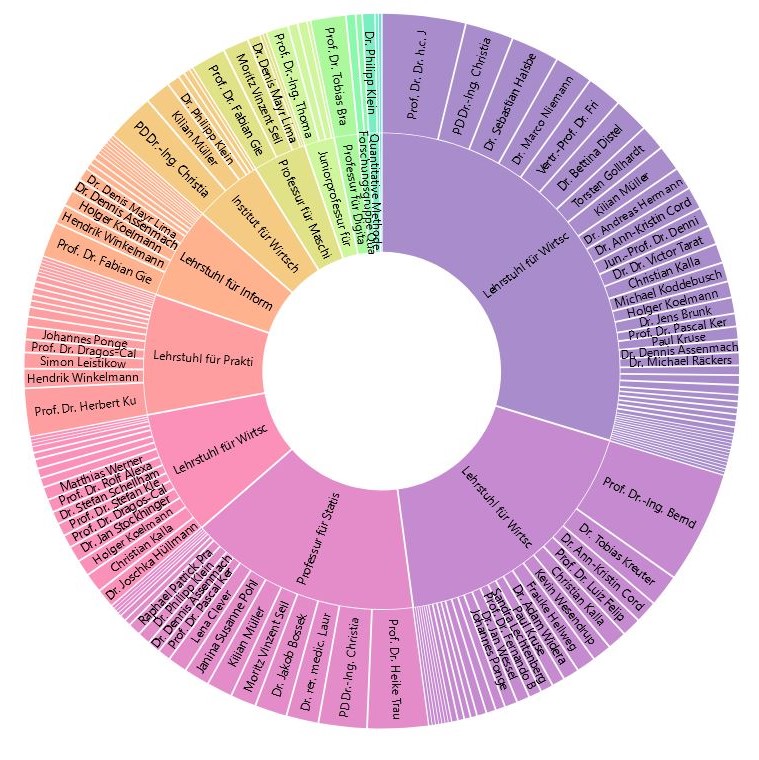 Lehrstuhl für Wirtsc
Prof. Dr. Dr. h.c. J
PD Dr.-Ing. Christia
Dr. Sebastian Halsbe
Dr. Marco Niemann
Vertr.-Prof. Dr. Fri
Dr. Bettina Distel
Torsten Gollhardt
Kilian Müller
Dr. Andreas Hermann
Dr. Ann-Kristin Cord
Jun.-Prof. Dr. Denni
Dr. Dr. Victor Tarat
Christian Kalla
Michael Koddebusch
Holger Koelmann
Dr. Jens Brunk
Prof. Dr. Pascal Ker
Paul Kruse
Dr. Dennis Assenmach
Dr. Michael Räckers
Lehrstuhl für Wirtsc
Prof. Dr.-Ing. Bernd
Dr. Tobias Kreuter
Dr. Ann-Kristin Cord
Prof. Dr. Luiz Felip
Christian Kalla
Kevin Wesendrup
Frauke Hellweg
Dr. Adam Widera
Paul Kruse
Sandra Lechtenberg
Prof. Dr. Fernando B
Dr. Jan Wessel
Johannes Ponge
Professur für Statis
Prof. Dr. Heike Trau
PD Dr.-Ing. Christia
Dr. rer. medic. Laur
Dr. Jakob Bossek
Moritz Vinzent Seil
Kilian Müller
Janina Susanne Pohl
Lena Clever
Prof. Dr. Pascal Ker
Dr. Dennis Assenmach
Dr. Philipp Klein
Raphael Patrick Pra
Lehrstuhl für Wirtsc
Dr. Joschka Hüllmann
Christian Kalla
Holger Koelmann
Dr. Jan Stockhinger
Prof. Dr. Dragos-Cal
Prof. Dr. Stefan Kle
Dr. Stefan Schellham
Prof. Dr. Rolf Alexa
Matthias Werner
Lehrstuhl für Prakti
Prof. Dr. Herbert Ku
Hendrik Winkelmann
Simon Leistikow
Prof. Dr. Dragos-Cal
Johannes Ponge
Lehrstuhl für Inform
Prof. Dr. Fabian Gie
Hendrik Winkelmann
Holger Koelmann
Dr. Dennis Assenmach
Dr. Denis Mayr Lima
Institut für Wirtsch
PD Dr.-Ing. Christia
Kilian Müller
Dr. Philipp Klein
Professur für Maschi
Prof. Dr. Fabian Gie
Moritz Vinzent Seil
Dr. Denis Mayr Lima
Juniorprofessur für
Prof. Dr.-Ing. Thoma
Professur für Digita
Prof. Dr. Tobias Bra
Forschungsgruppe
Quantitative Methode
Dr. Philipp Klein